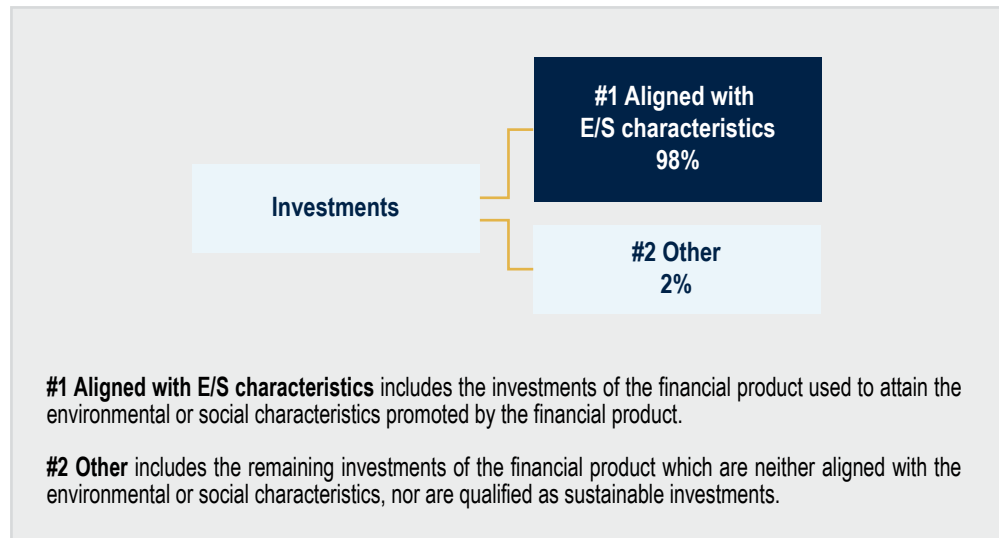 #1 Aligned with
E/S characteristics
98%
Investments
#2 Other
2%
#1 Aligned with E/S characteristics includes the investments of the financial product used to attain the
environmental or social characteristics promoted by the financial product.
#2 Other includes the remaining investments of the financial product which are neither aligned with the
environmental or social characteristics, nor are qualified as sustainable investments.